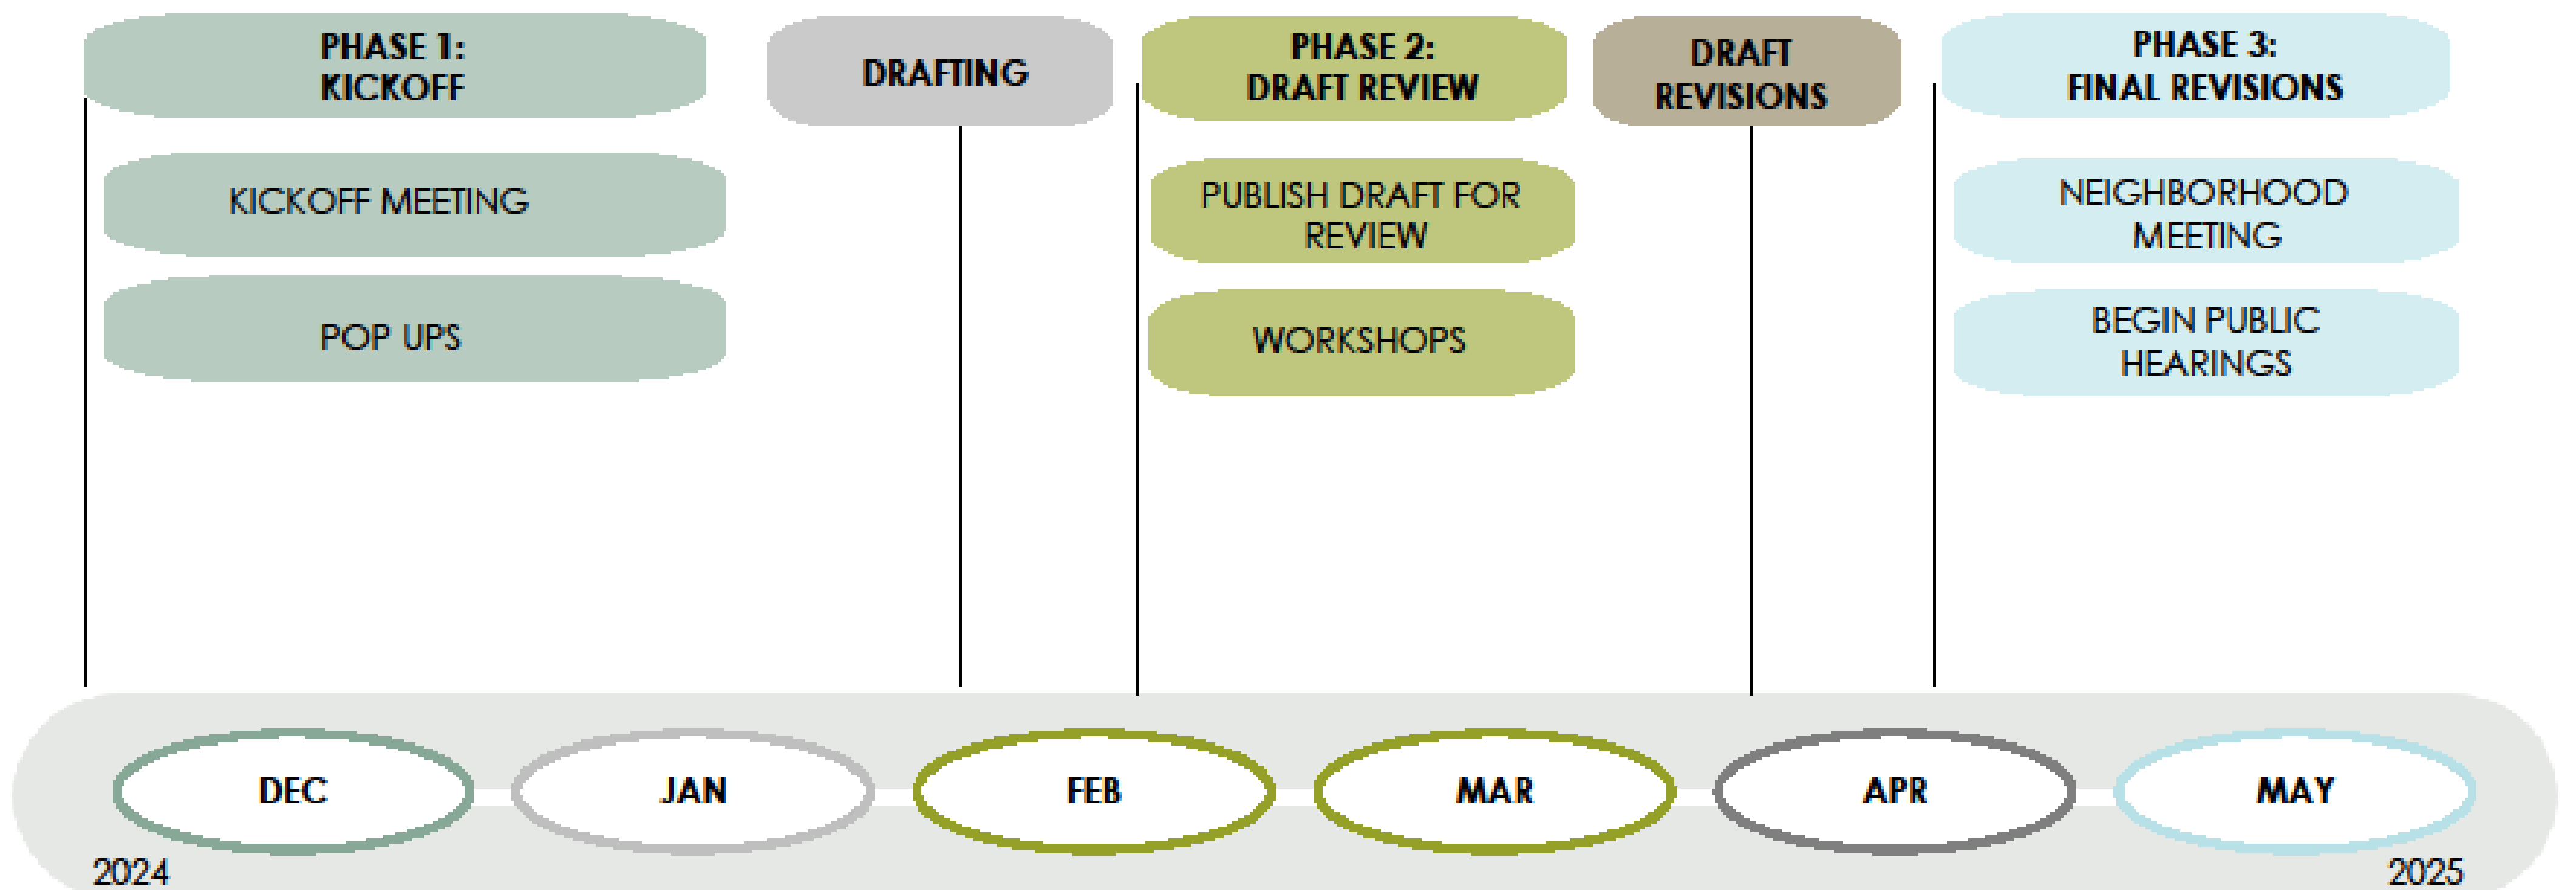 PHASE 1:
KICKOFF
KICKOFF MEETING
POP UPS
DRAFTING
PHASE 2:
DRAFT REVIEW
PUBLISH DRAFT FOR
REVIEW
WORKSHOPS
DRAFT
REVISIONS
PHASE 3:
FINAL REVISIONS
NEIGHBORHOOD
MEETING
BEGIN PUBLIC
HEARINGS
DEC
JAN
FEB
MAR
APR
MAY
2024
2025